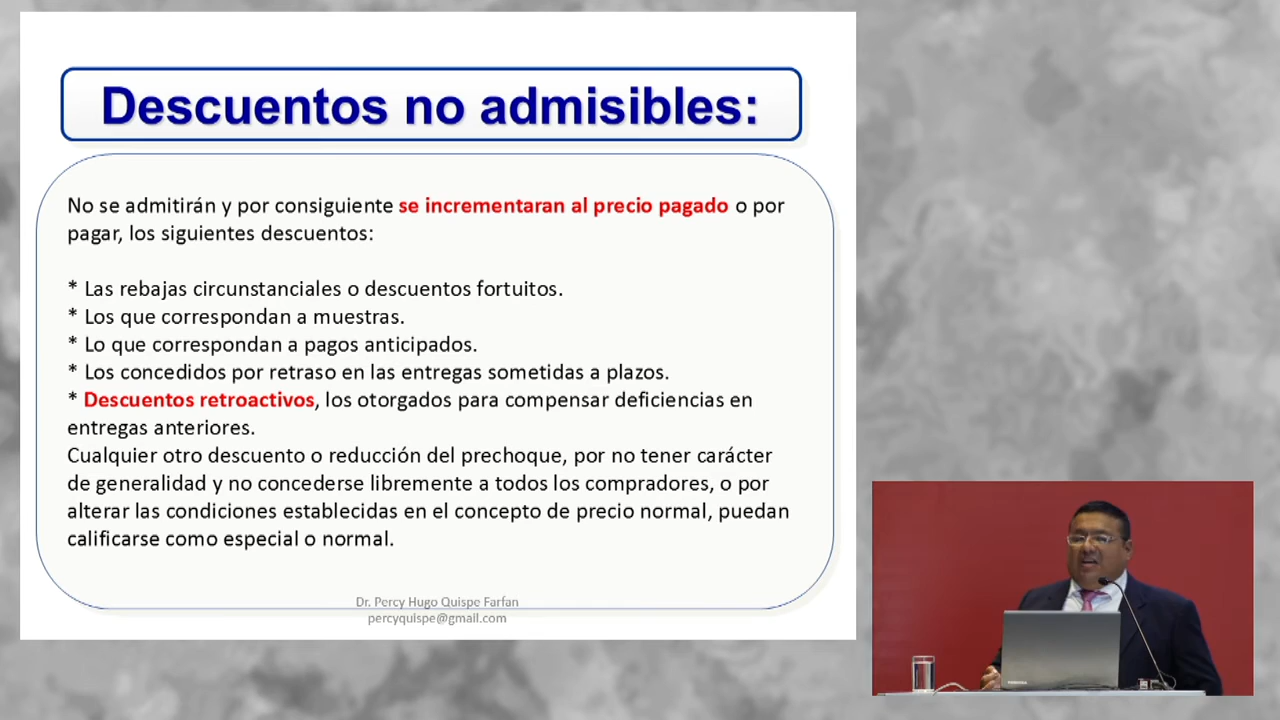 Descuentos no admisibles:
No se admitirán y por consiguiente se incrementaran al precio pagado o por
pagar, los siguientes descuentos:
* Las rebajas circunstanciales o descuentos fortuitos.
* Los que correspondan a muestras.
* Lo que correspondan a pagos anticipados.
* Los concedidos por retraso en las entregas sometidas a plazos.
* Descuentos retroactivos, los otorgados para compensar deficiencias en
entregas anteriores.
Cualquier otro descuento o reducción del prechoque, por no tener carácter
de generalidad y no concederse libremente a todos los compradores, o por
alterar las condiciones establecidas en el concepto de precio normal, puedan
calificarse como especial o normal.
Dr. Percy Hugo Quispe Farfan
percyquispe@gmail.com